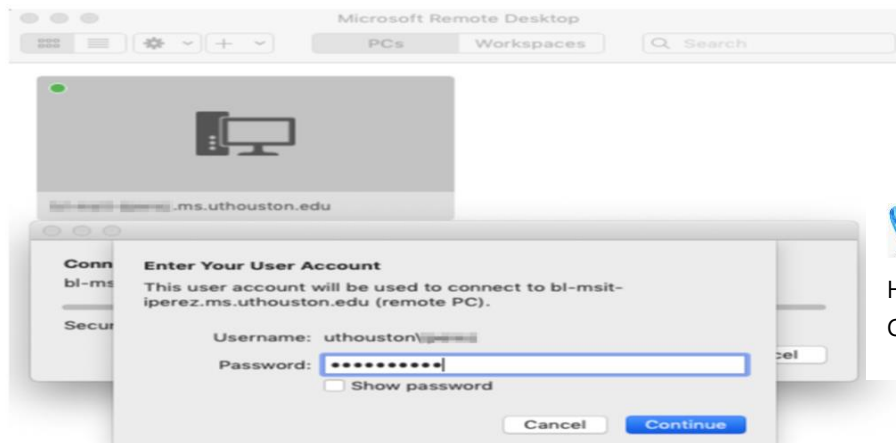 Microsoft Remote Desktop
PCs Workspaces Search
.ms.uthouston.edu
Conn
bl-ms
Secur
Enter Your User Account
This user account will be used to connect to bl-msit-
iperez.ms.uthouston.edu (remote PC).
Username: uthouston\
Password: ••••••••••
Show password
Cancel Continue
cel
H
C